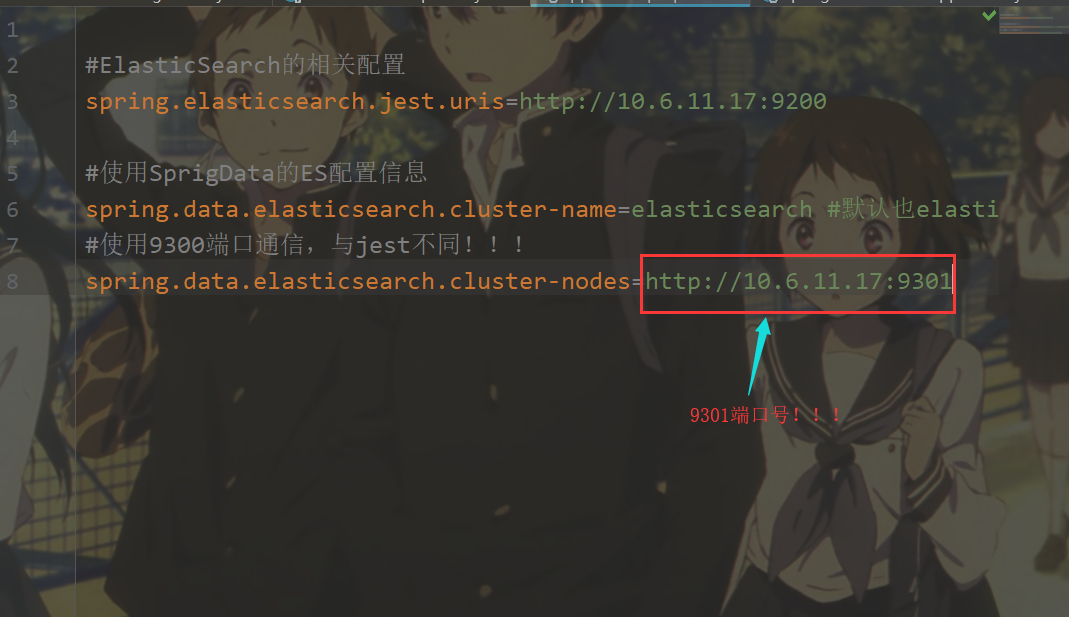 1
2 #ElasticSearch的相关配置
3 spring.elasticsearch.jest.uris=http://10.6.11.17:9200
4
5 #使用SprigData的ES配置信息
6 spring.data.elasticsearch.cluster-name=elasticsearch #默认也elasti
7 #使用9300端口通信，与jest不同！！！
8 spring.data.elasticsearch.cluster-nodes=http://10.6.11.17:9301
9301端口号！！！